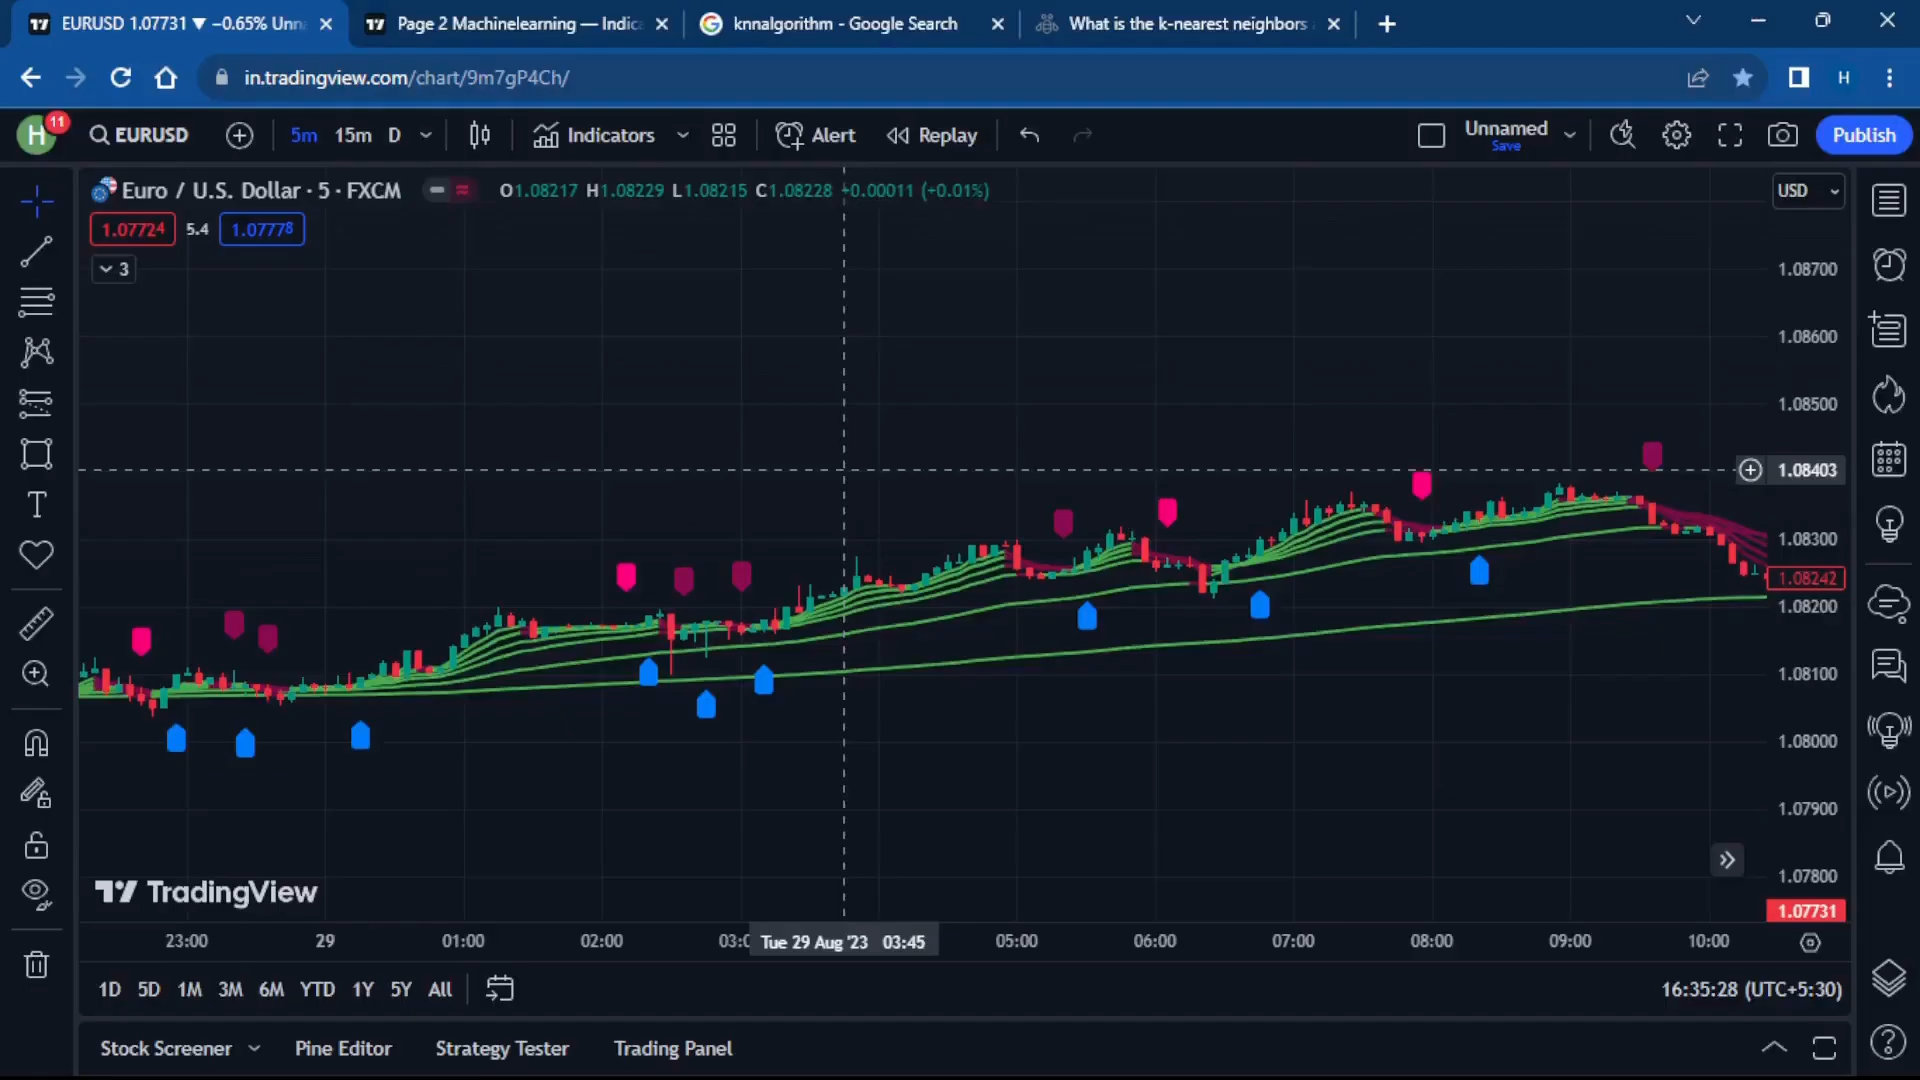 EURUSD 1.07731 ▼ −0.65% Unna
Page 2 Machinelearning — Indic
knnalgorithm - Google Search
What is the k-nearest neighbors
in.tradingview.com/chart/9m7gP4Ch/
H
H
11
EURUSD
5m
15m
D
Indicators
Alert
Replay
Unnamed
Save
Publish
Euro / U.S. Dollar · 5 · FXCM
O1.08217 H1.08229 L1.08215 C1.08228 +0.00011 (+0.01%)
USD
1.07724
5.4
1.07778
3
1.08700
1.08600
1.08500
1.08403
1.08300
1.08242
1.08200
1.08100
1.08000
1.07900
1.07800
1.07731
TradingView
23:00
29
01:00
02:00
03:0
Tue 29 Aug '23 03:45
05:00
06:00
07:00
08:00
09:00
10:00
1D
5D
1M
3M
6M
YTD
1Y
5Y
All
16:35:28 (UTC+5:30)
Stock Screener
Pine Editor
Strategy Tester
Trading Panel